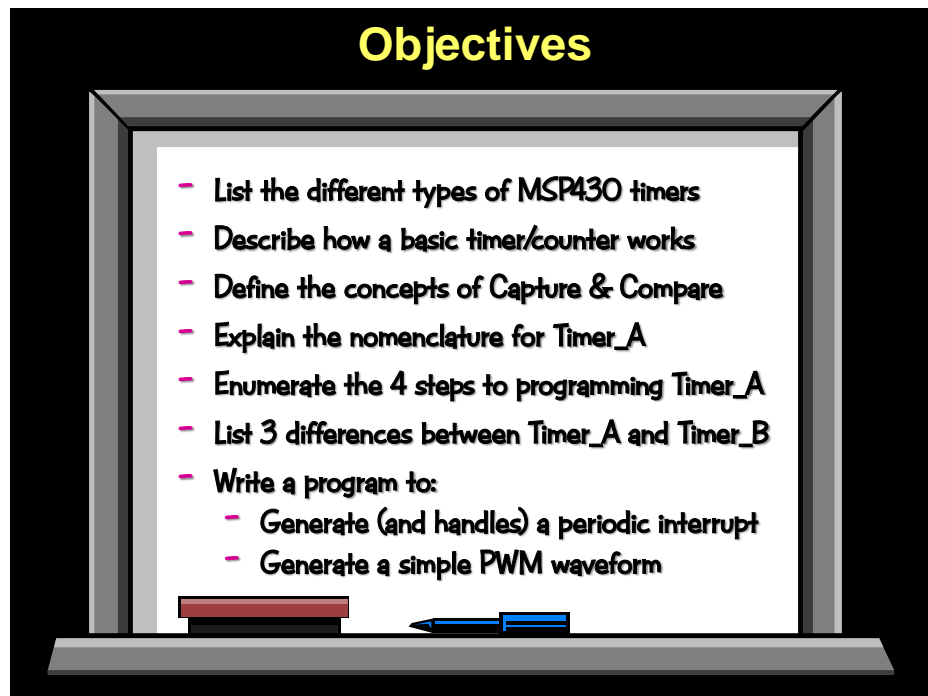 Objectives
- List the different types of MSP430 timers
- Describe how a basic timer/counter works
- Define the concepts of Capture & Compare
- Explain the nomenclature for Timer_A
- Enumerate the 4 steps to programming Timer_A
- List 3 differences between Timer_A and Timer_B
- Write a program to:
- Generate (and handles) a periodic interrupt
- Generate a simple PWM waveform